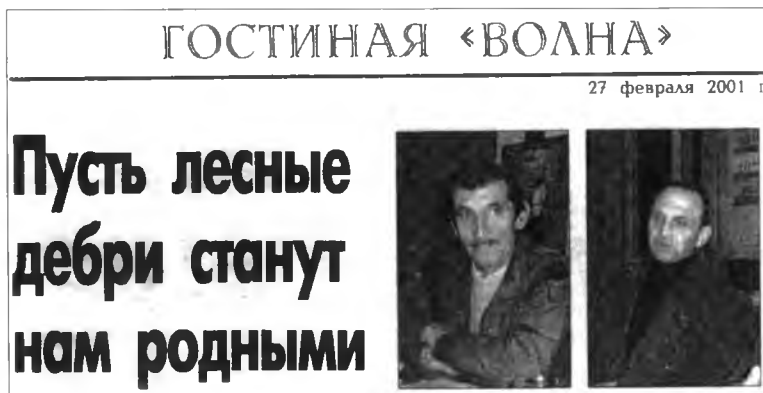 ГОСТИНАЯ «ВОЛНА»
27 февраля 2001 г
Пусть лесные
дебри станут
нам родными